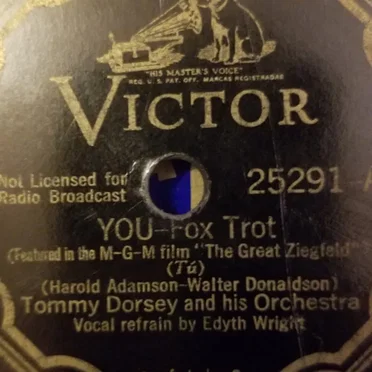 "HIS MASTER'S VOICE"
REG. U.S. PAT. OFF. MARCAS REGISTRADAS
VICTOR
Not Licensed for
Radio Broadcast
25291-A
YOU-Fox Trot
(Featured in the M-G-M film "The Great Ziegfeld"
(Tú)
(Harold Adamson-Walter Donaldson)
Tommy Dorsey and his Orchestra
Vocal refrain by Edyth Wright